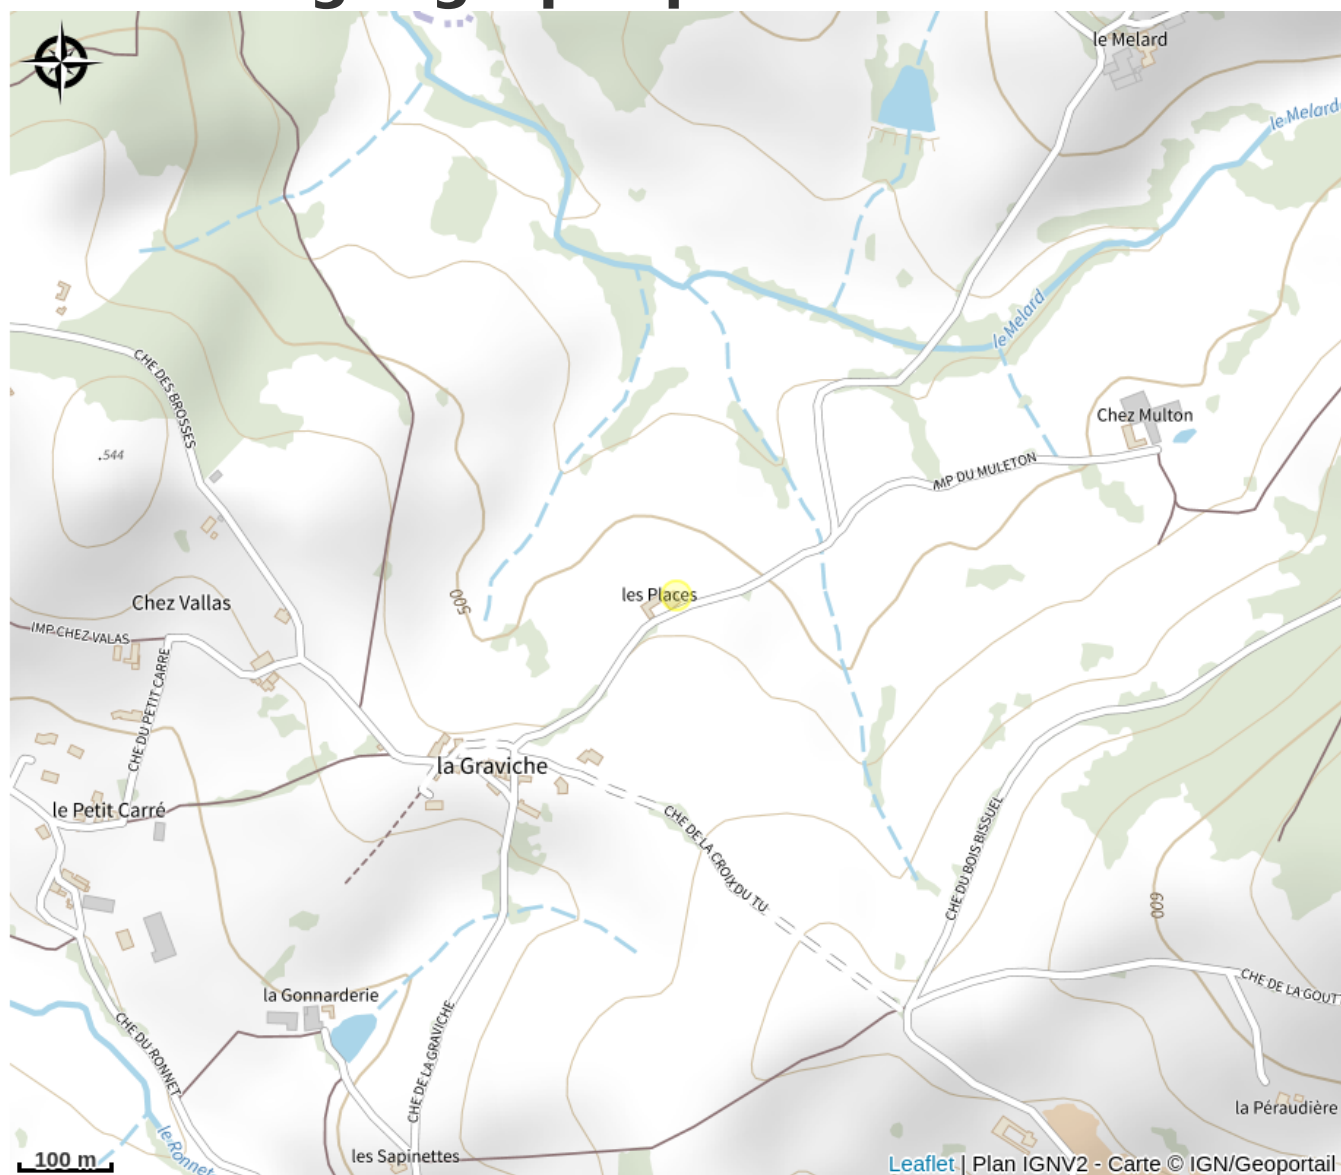 le Melard
le Melard
le Melard
CHE DES BROSSES
Chez Multon
.544
IMP DU MULETON
les Places
500
Chez Vallas
IMP CHEZ VALAS
CHE DU PETIT CARRE
la Graviche
le Petit Carré
CHE DE LA CROIX DU TU
CHE DU BOIS BISSUEL
600
CHE DE LA GOUTT
la Gonnarderie
CHE DU RONNET
CHE DE LA GRAVICHE
la Péraudière
le Ronnet
les Sapinettes
100 m
Leaflet | Plan IGNV2 - Carte © IGN/Geoportail